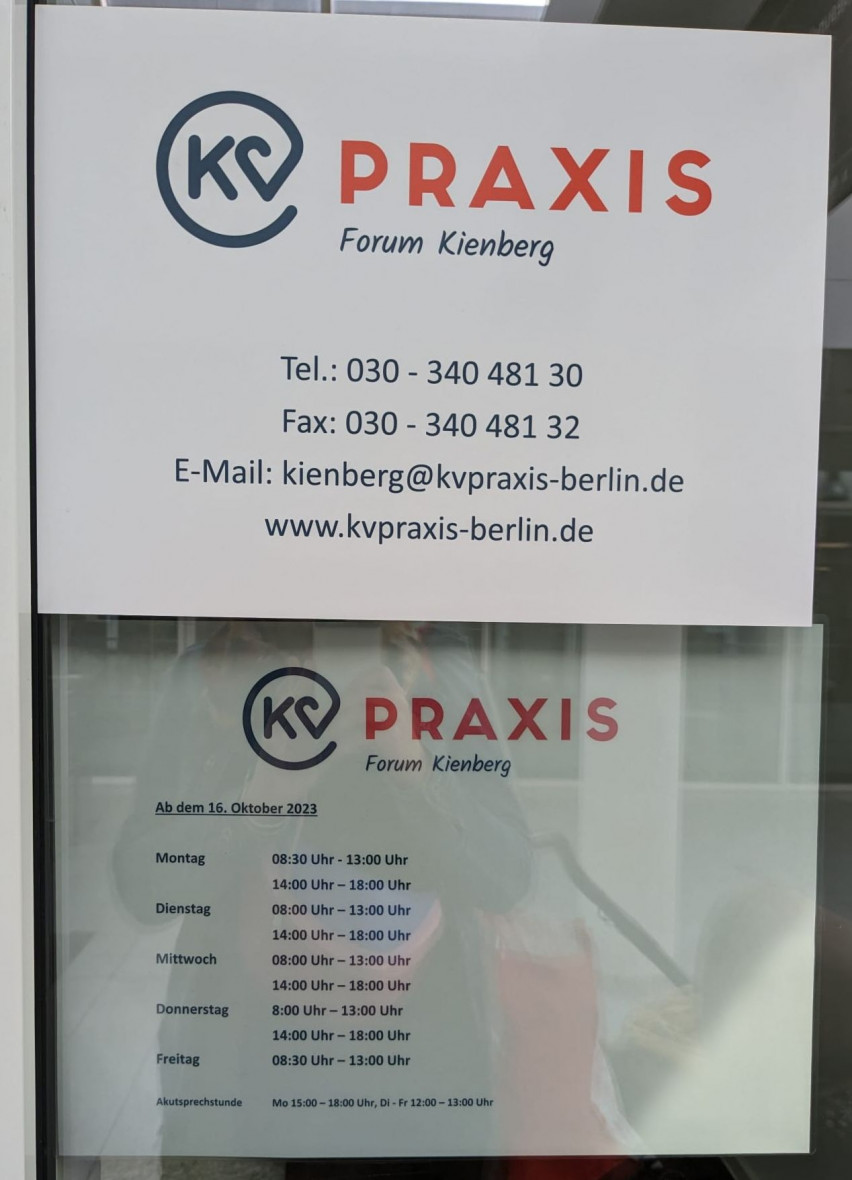 KV PRAXIS
Forum Kienberg
Tel.: 030 - 340 481 30
Fax: 030 - 340 481 32
E-Mail: kienberg@kvpraxis-berlin.de
www.kvpraxis-berlin.de
KV PRAXIS
Forum Kienberg
Ab dem 16. Oktober 2023
Montag 08:30 Uhr - 13:00 Uhr
14:00 Uhr – 18:00 Uhr
Dienstag 08:00 Uhr – 13:00 Uhr
14:00 Uhr – 18:00 Uhr
Mittwoch 08:00 Uhr – 13:00 Uhr
14:00 Uhr – 18:00 Uhr
Donnerstag 8:00 Uhr – 13:00 Uhr
14:00 Uhr – 18:00 Uhr
Freitag 08:30 Uhr – 13:00 Uhr
Akutsprechstunde Mo 15:00 – 18:00 Uhr, Di - Fr 12:00 – 13:00 Uhr